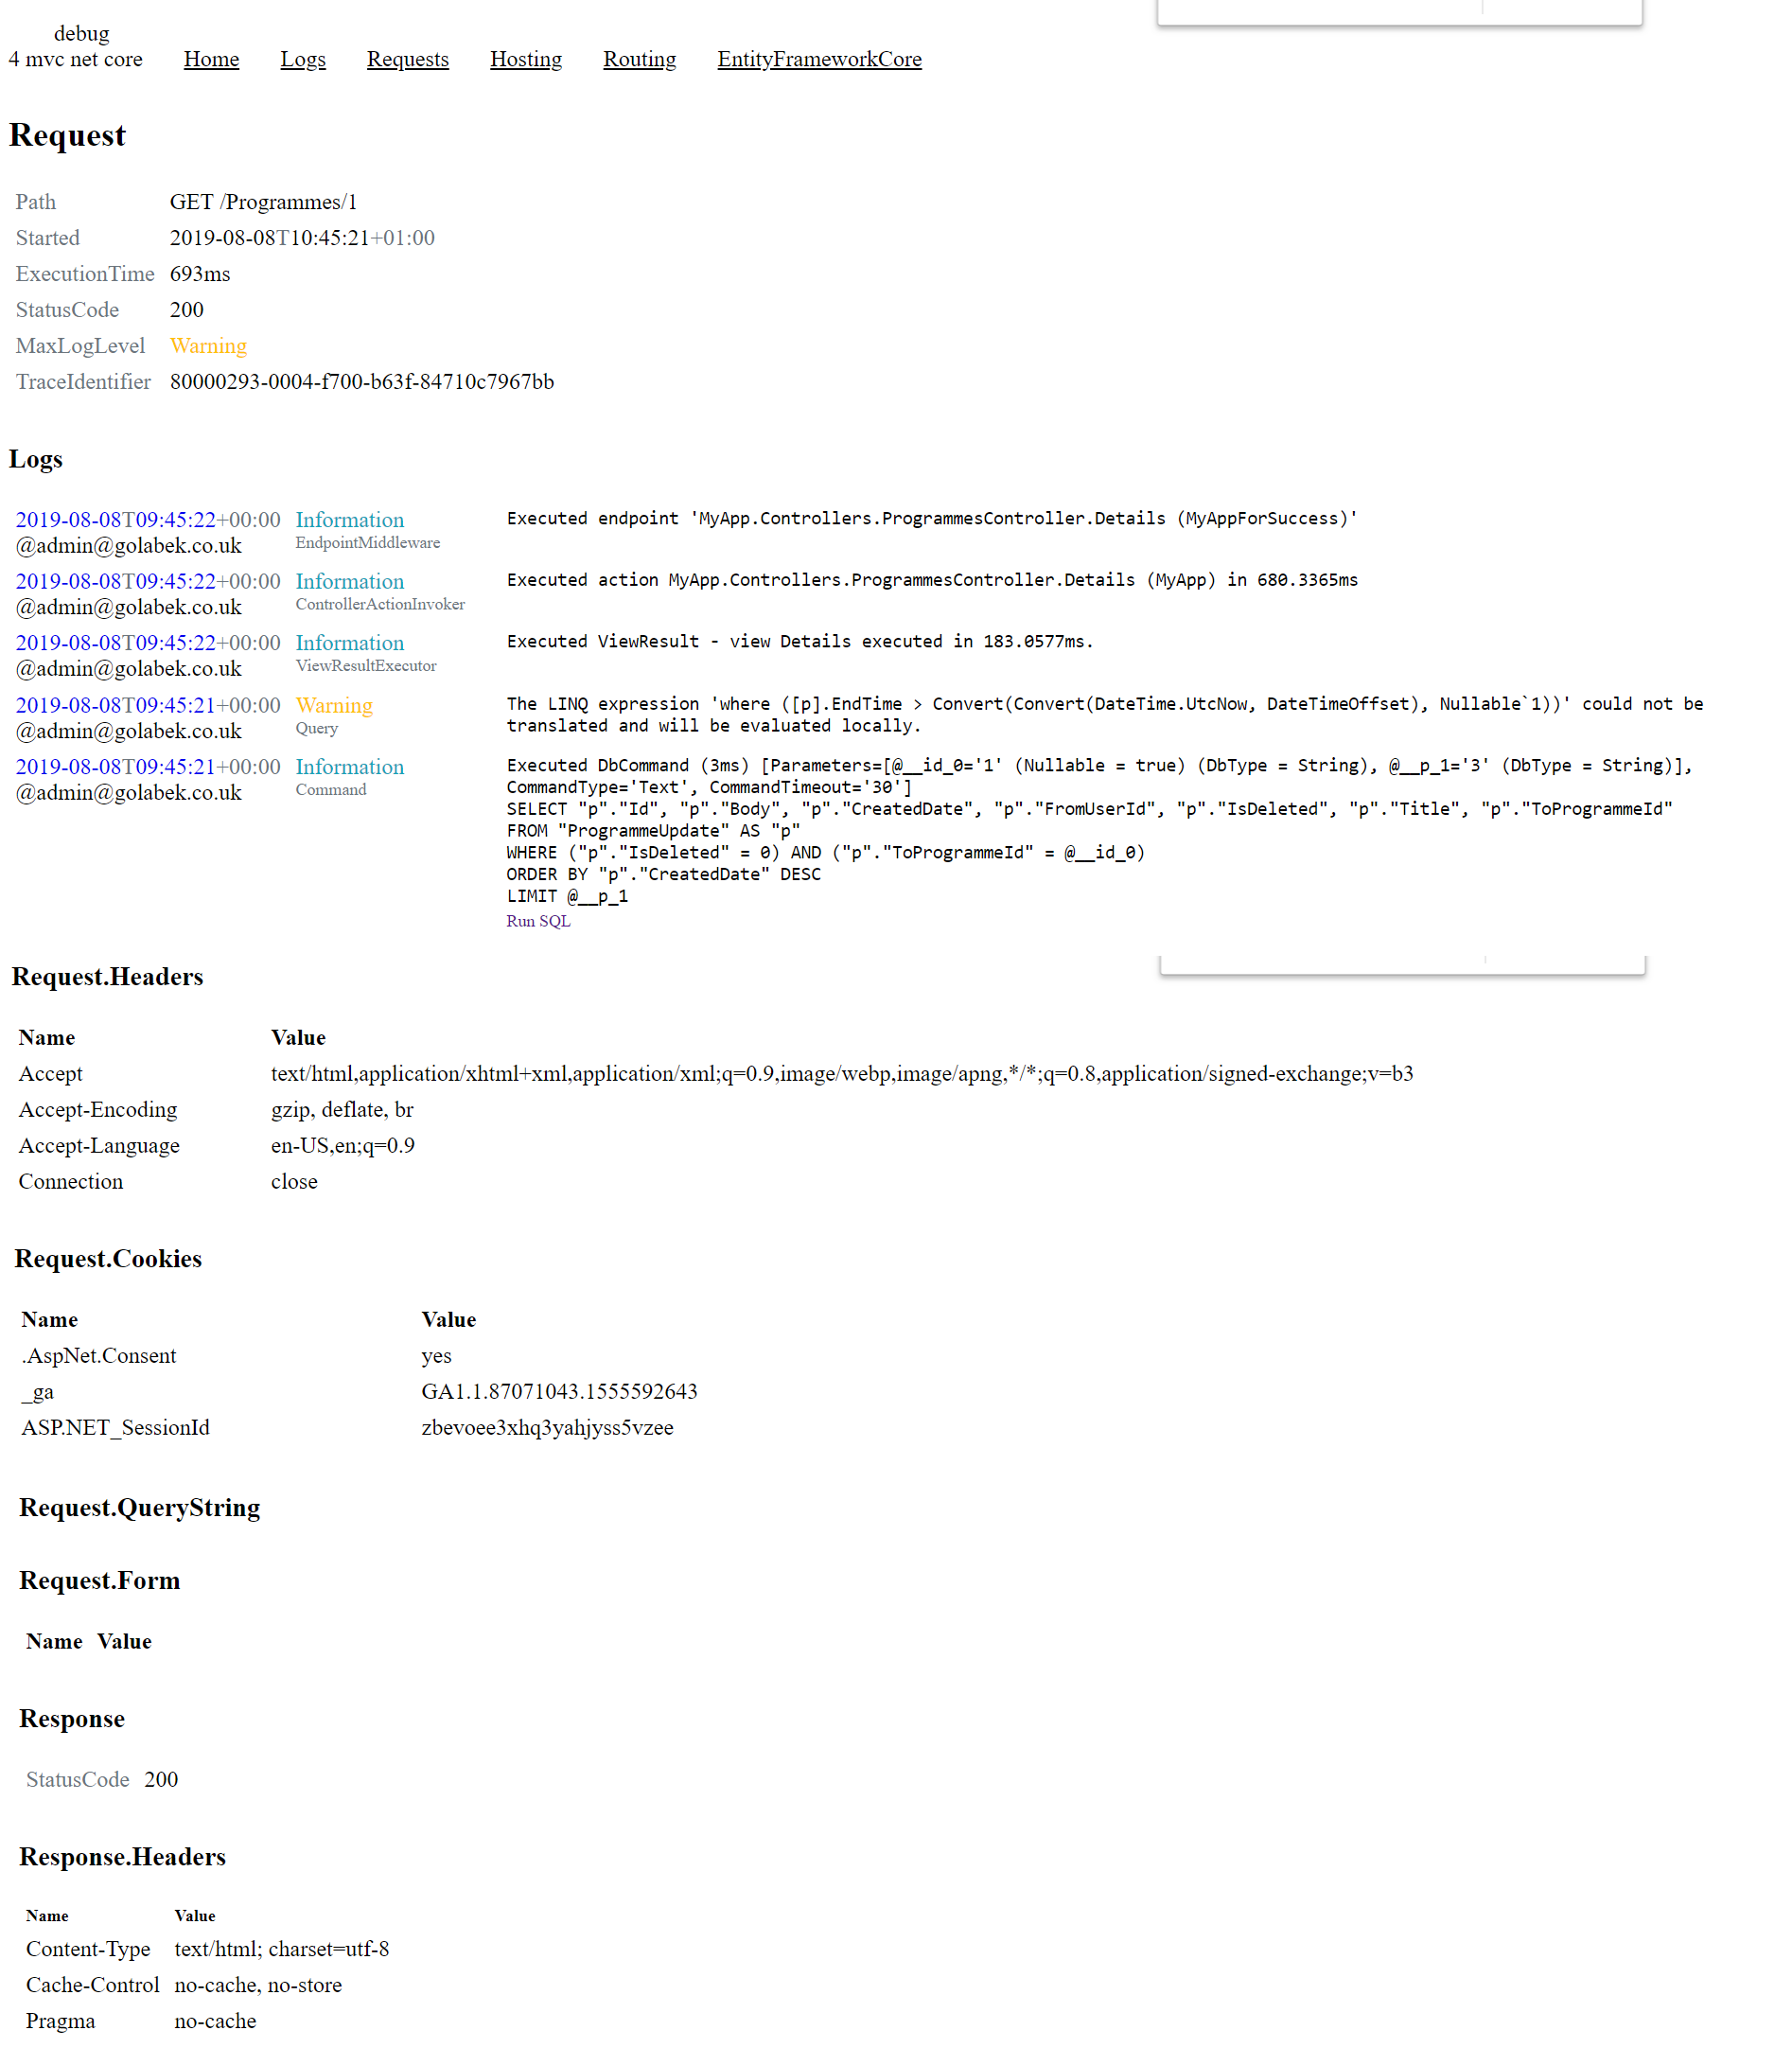 debug
4 mvc net core Home Logs Requests Hosting Routing EntityFrameworkCore
Request
Path GET /Programmes/1
Started 2019-08-08T10:45:21+01:00
ExecutionTime 693ms
StatusCode 200
MaxLogLevel Warning
TraceIdentifier 80000293-0004-f700-b63f-84710c7967bb
Logs
2019-08-08T09:45:22+00:00 Information Executed endpoint 'MyApp.Controllers.ProgrammesController.Details (MyAppForSuccess)'
@admin@golabek.co.uk EndpointMiddleware
2019-08-08T09:45:22+00:00 Information Executed action MyApp.Controllers.ProgrammesController.Details (MyApp) in 680.3365ms
@admin@golabek.co.uk ControllerActionInvoker
2019-08-08T09:45:22+00:00 Information Executed ViewResult - view Details executed in 183.0577ms.
@admin@golabek.co.uk ViewResultExecutor
2019-08-08T09:45:21+00:00 Warning The LINQ expression 'where ([p].EndTime > Convert(Convert(DateTime.UtcNow, DateTimeOffset), Nullable`1))' could not be
@admin@golabek.co.uk Query translated and will be evaluated locally.
2019-08-08T09:45:21+00:00 Information Executed DbCommand (3ms) [Parameters=[@__id_0='1' (Nullable = true) (DbType = String), @__p_1='3' (DbType = String)],
@admin@golabek.co.uk Command CommandType='Text', CommandTimeout='30']
SELECT "p"."Id", "p"."Body", "p"."CreatedDate", "p"."FromUserId", "p"."IsDeleted", "p"."Title", "p"."ToProgrammeId"
FROM "ProgrammeUpdate" AS "p"
WHERE ("p"."IsDeleted" = 0) AND ("p"."ToProgrammeId" = @__id_0)
ORDER BY "p"."CreatedDate" DESC
LIMIT @__p_1
Run SQL
Request.Headers
Name Value
Accept text/html,application/xhtml+xml,application/xml;q=0.9,image/webp,image/apng,*/*;q=0.8,application/signed-exchange;v=b3
Accept-Encoding gzip, deflate, br
Accept-Language en-US,en;q=0.9
Connection close
Request.Cookies
Name Value
.AspNet.Consent yes
_ga GA1.1.87071043.1555592643
ASP.NET_SessionId zbevoee3xhq3yahjyss5vzee
Request.QueryString
Request.Form
Name Value
Response
StatusCode 200
Response.Headers
Name Value
Content-Type text/html; charset=utf-8
Cache-Control no-cache, no-store
Pragma no-cache